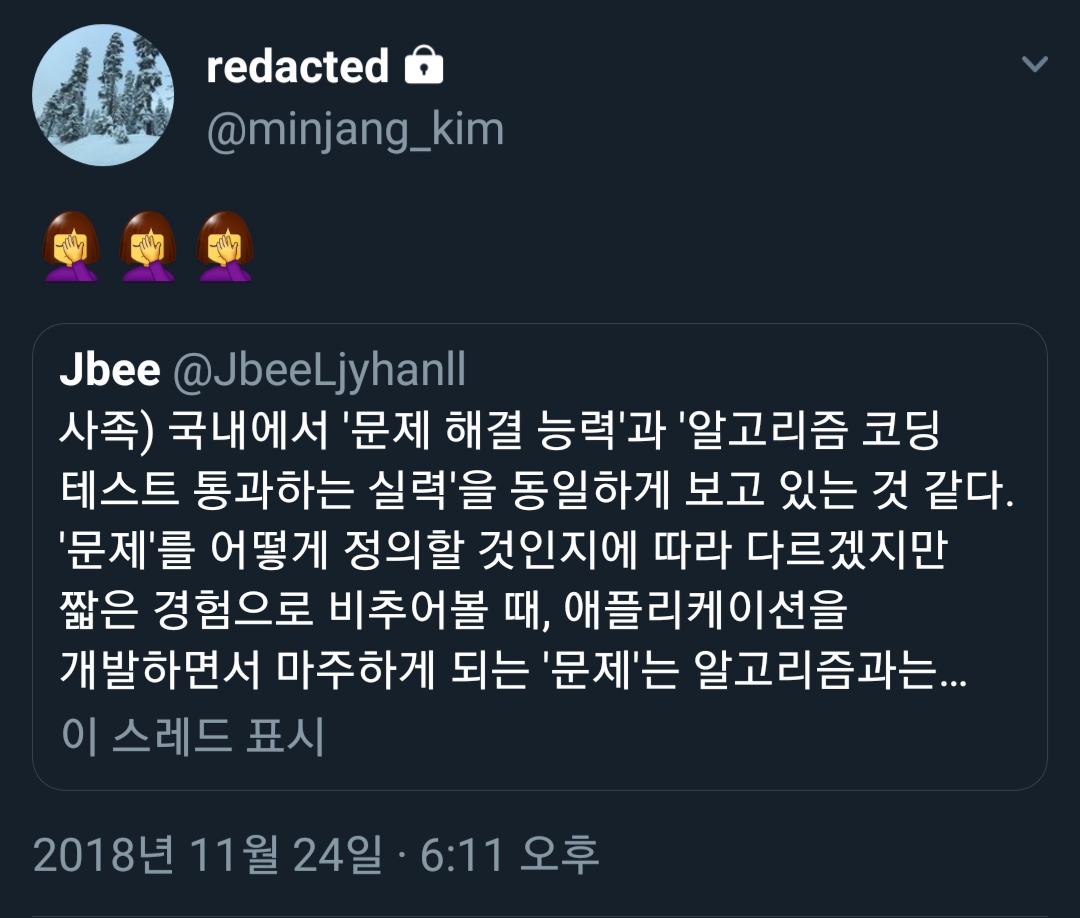 redacted
@minjang_kim
Jbee @JbeeLjyhanll
사족) 국내에서 '문제 해결 능력'과 '알고리즘 코딩
테스트 통과하는 실력'을 동일하게 보고 있는 것 같다.
'문제'를 어떻게 정의할 것인지에 따라 다르겠지만
짧은 경험으로 비추어볼 때, 애플리케이션을
개발하면서 마주하게 되는 '문제'는 알고리즘과는...
이 스레드 표시
2018년 11월 24일 · 6:11 오후